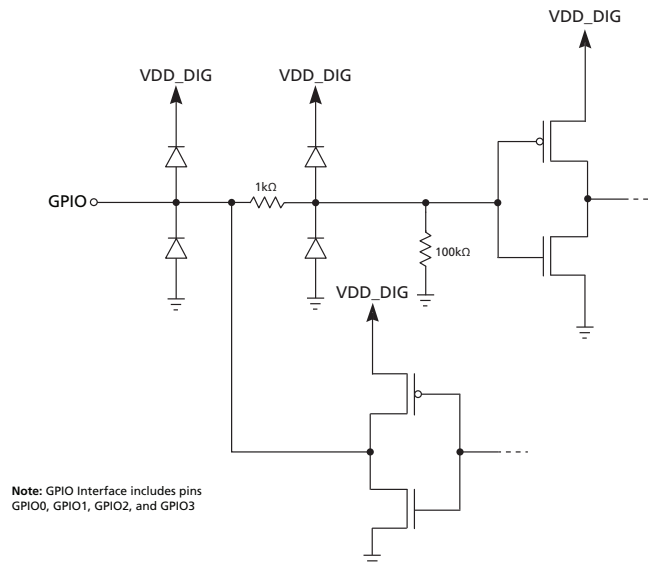 VDD_DIG
VDD_DIG
VDD_DIG
GPIO
1kΩ
100kΩ
VDD_DIG
Note: GPIO Interface includes pins
GPIO0, GPIO1, GPIO2, and GPIO3